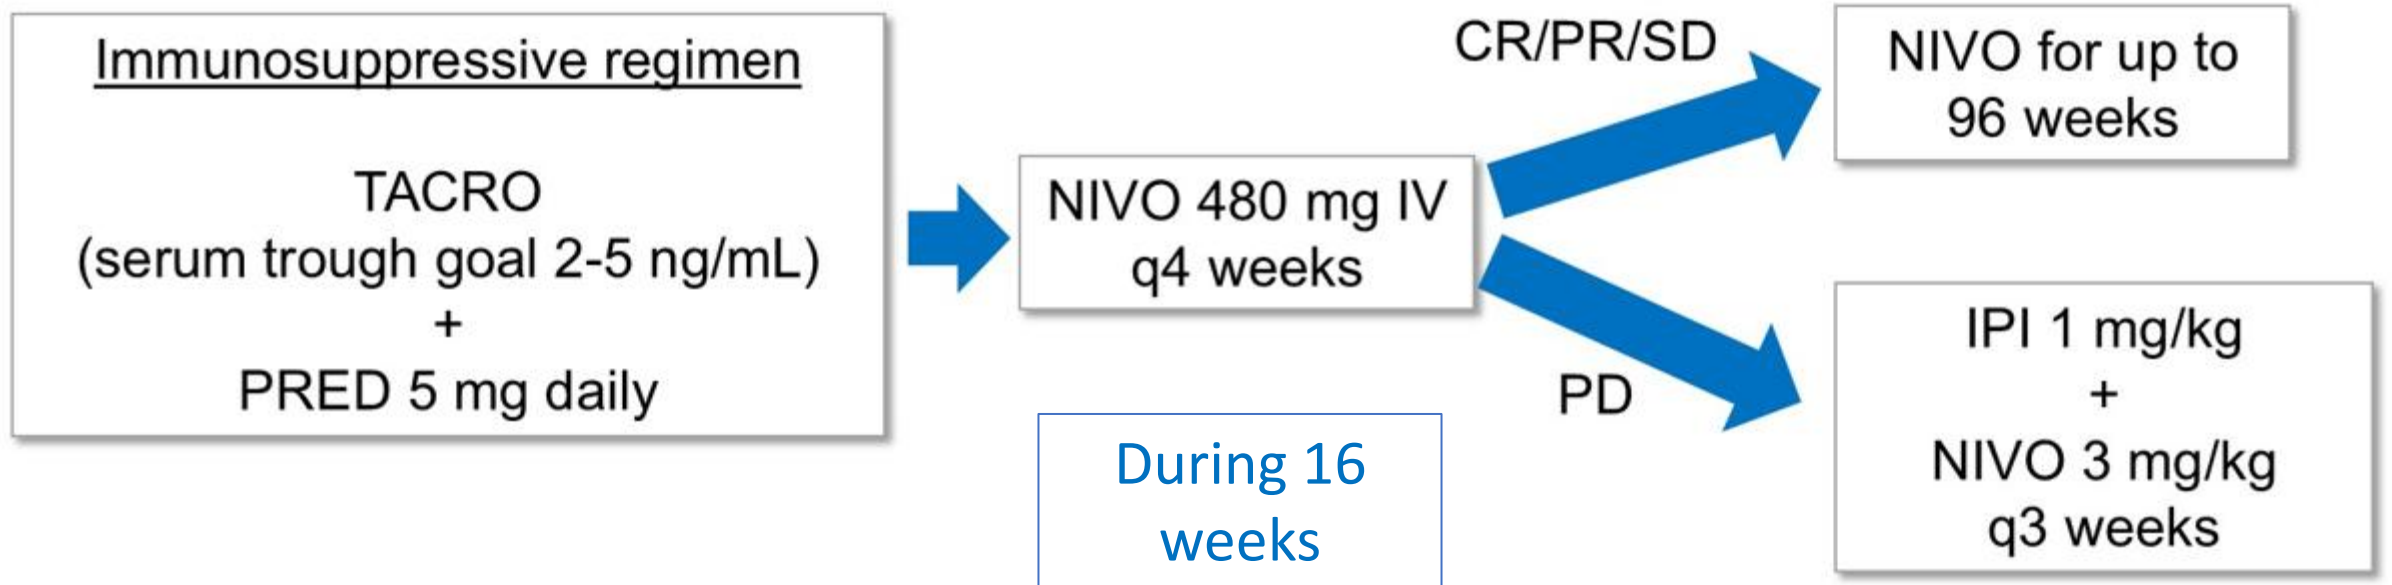 Immunosuppressive regimen
TACRO
(serum trough goal 2-5 ng/mL)
+
PRED 5 mg daily
NIVO 480 mg IV
q4 weeks
During 16
weeks
CR/PR/SD
NIVO for up to
96 weeks
PD
IPI 1 mg/kg
+
NIVO 3 mg/kg
q3 weeks